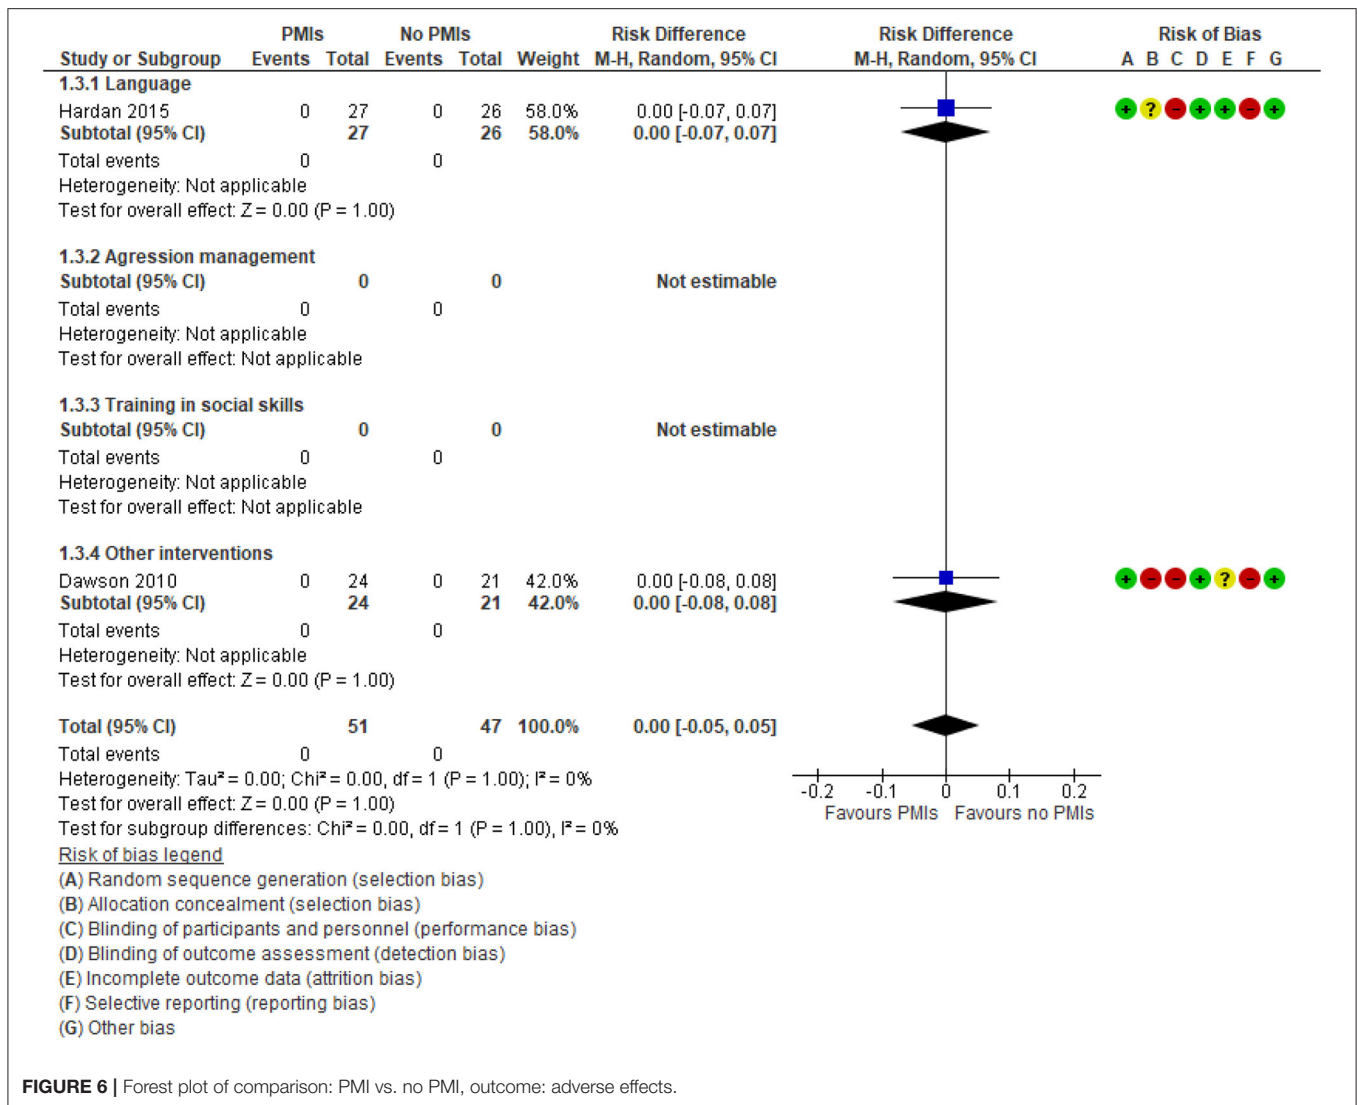 PMIs No PMIs Risk Difference Risk Difference Risk of Bias
Study or Subgroup Events Total Events Total Weight M-H, Random, 95% CI M-H, Random, 95% CI A B C D E F G
1.3.1 Language
Hardan 2015 0 27 0 26 58.0% 0.00 [-0.07, 0.07] + ? - + + - +
Subtotal (95% CI) 27 26 58.0% 0.00 [-0.07, 0.07]
Total events 0 0
Heterogeneity: Not applicable
Test for overall effect: Z = 0.00 (P = 1.00)
1.3.2 Agression management
Subtotal (95% CI) 0 0 Not estimable
Total events 0 0
Heterogeneity: Not applicable
Test for overall effect: Not applicable
1.3.3 Training in social skills
Subtotal (95% CI) 0 0 Not estimable
Total events 0 0
Heterogeneity: Not applicable
Test for overall effect: Not applicable
1.3.4 Other interventions
Dawson 2010 0 24 0 21 42.0% 0.00 [-0.08, 0.08] + - - + ? - +
Subtotal (95% CI) 24 21 42.0% 0.00 [-0.08, 0.08]
Total events 0 0
Heterogeneity: Not applicable
Test for overall effect: Z = 0.00 (P = 1.00)
Total (95% CI) 51 47 100.0% 0.00 [-0.05, 0.05]
Total events 0 0
Heterogeneity: Tau² = 0.00; Chi² = 0.00, df = 1 (P = 1.00); I² = 0%
Test for overall effect: Z = 0.00 (P = 1.00)
Test for subgroup differences: Chi² = 0.00, df = 1 (P = 1.00), I² = 0%
-0.2 -0.1 0 0.1 0.2
Favours PMIs Favours no PMIs
Risk of bias legend
(A) Random sequence generation (selection bias)
(B) Allocation concealment (selection bias)
(C) Blinding of participants and personnel (performance bias)
(D) Blinding of outcome assessment (detection bias)
(E) Incomplete outcome data (attrition bias)
(F) Selective reporting (reporting bias)
(G) Other bias
FIGURE 6 | Forest plot of comparison: PMI vs. no PMI, outcome: adverse effects.